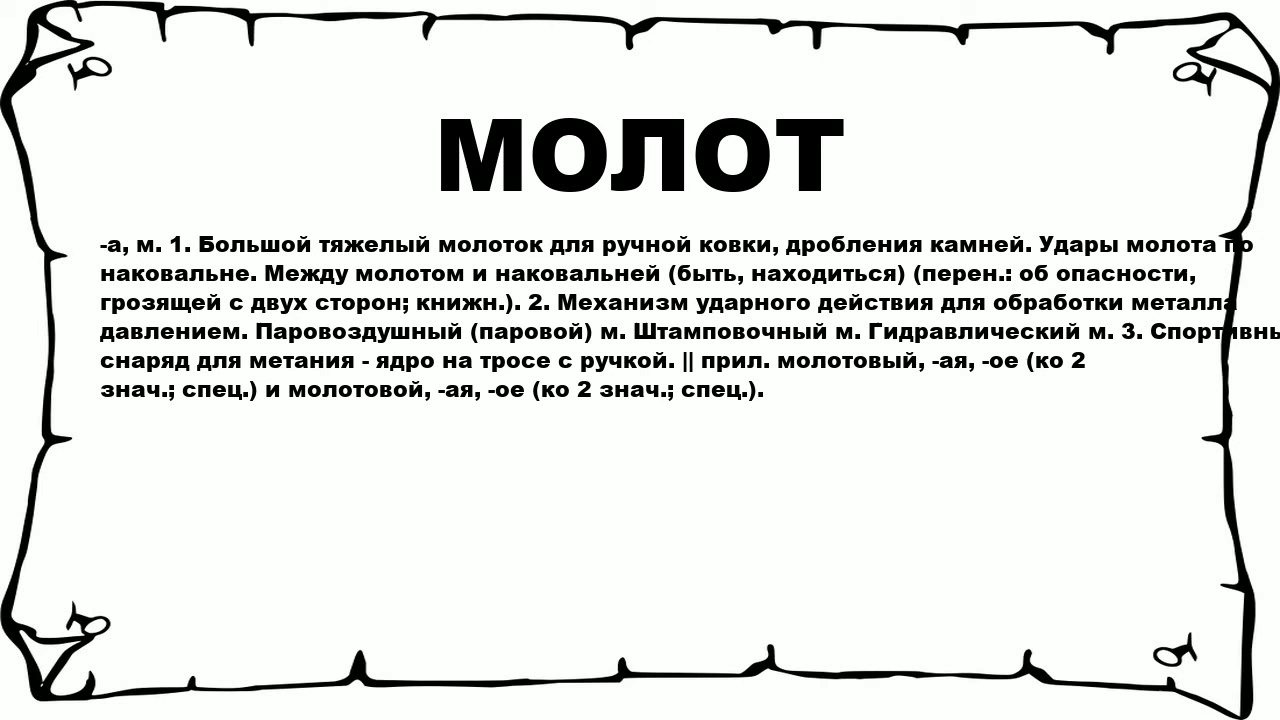 МОЛОТ
-а, м. 1. Большой тяжелый молоток для ручной ковки, дробления камней. Удары молота по
наковальне. Между молотом и наковальней (быть, находиться) (перен.: об опасности,
грозящей с двух сторон; книжн.). 2. Механизм ударного действия для обработки металла
давлением. Паровоздушный (паровой) м. Штамповочный м. Гидравлический м. 3. Спортивны
снаряд для метания - ядро на тросе с ручкой. || прил. молотовый, -ая, -ое (ко 2
знач.; спец.) и молотовой, -ая, -ое (ко 2 знач.; спец.).